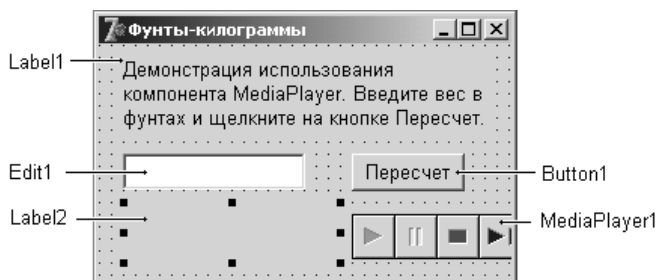 Фунты-килограммы
Label1
Демонстрация использования
компонента MediaPlayer. Введите вес в
фунтах и щелкните на кнопке Пересчет.
Edit1
Пересчет
Button1
Label2
MediaPlayer1